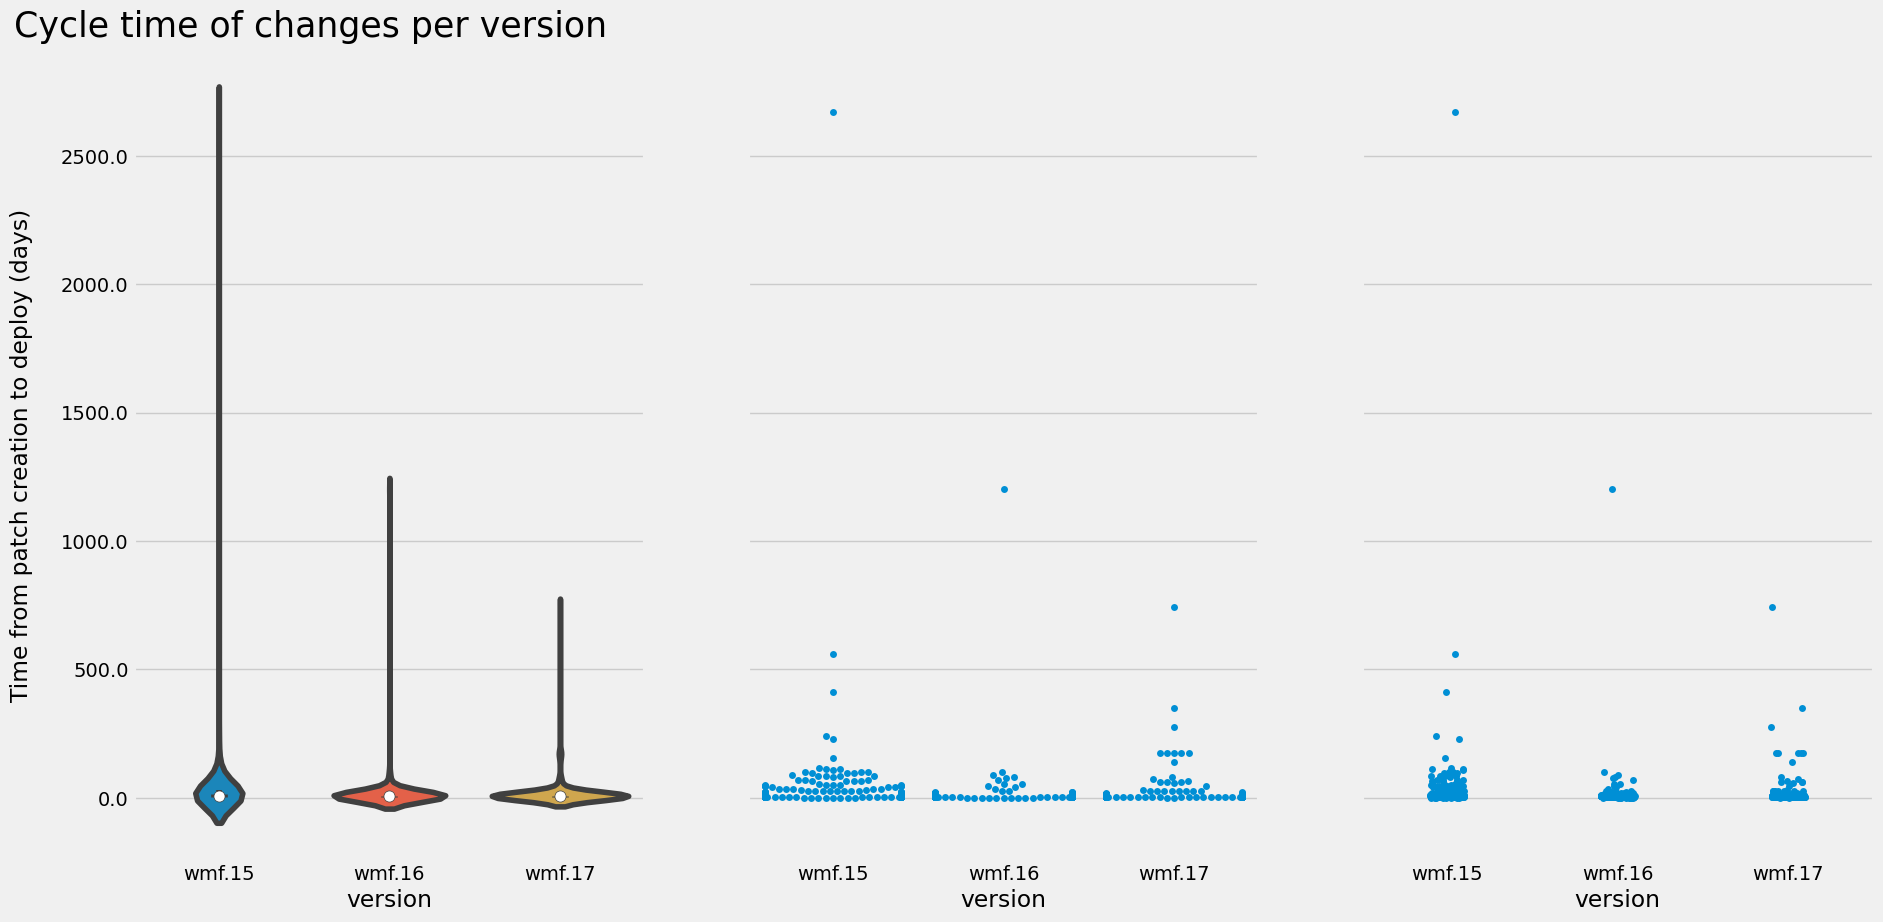 Cycle time of changes per version
Time from patch creation to deploy (days)
2500.0
2000.0
1500.0
1000.0
500.0
0.0
wmf.15 wmf.16 wmf.17
version
wmf.15 wmf.16 wmf.17
version
wmf.15 wmf.16 wmf.17
version